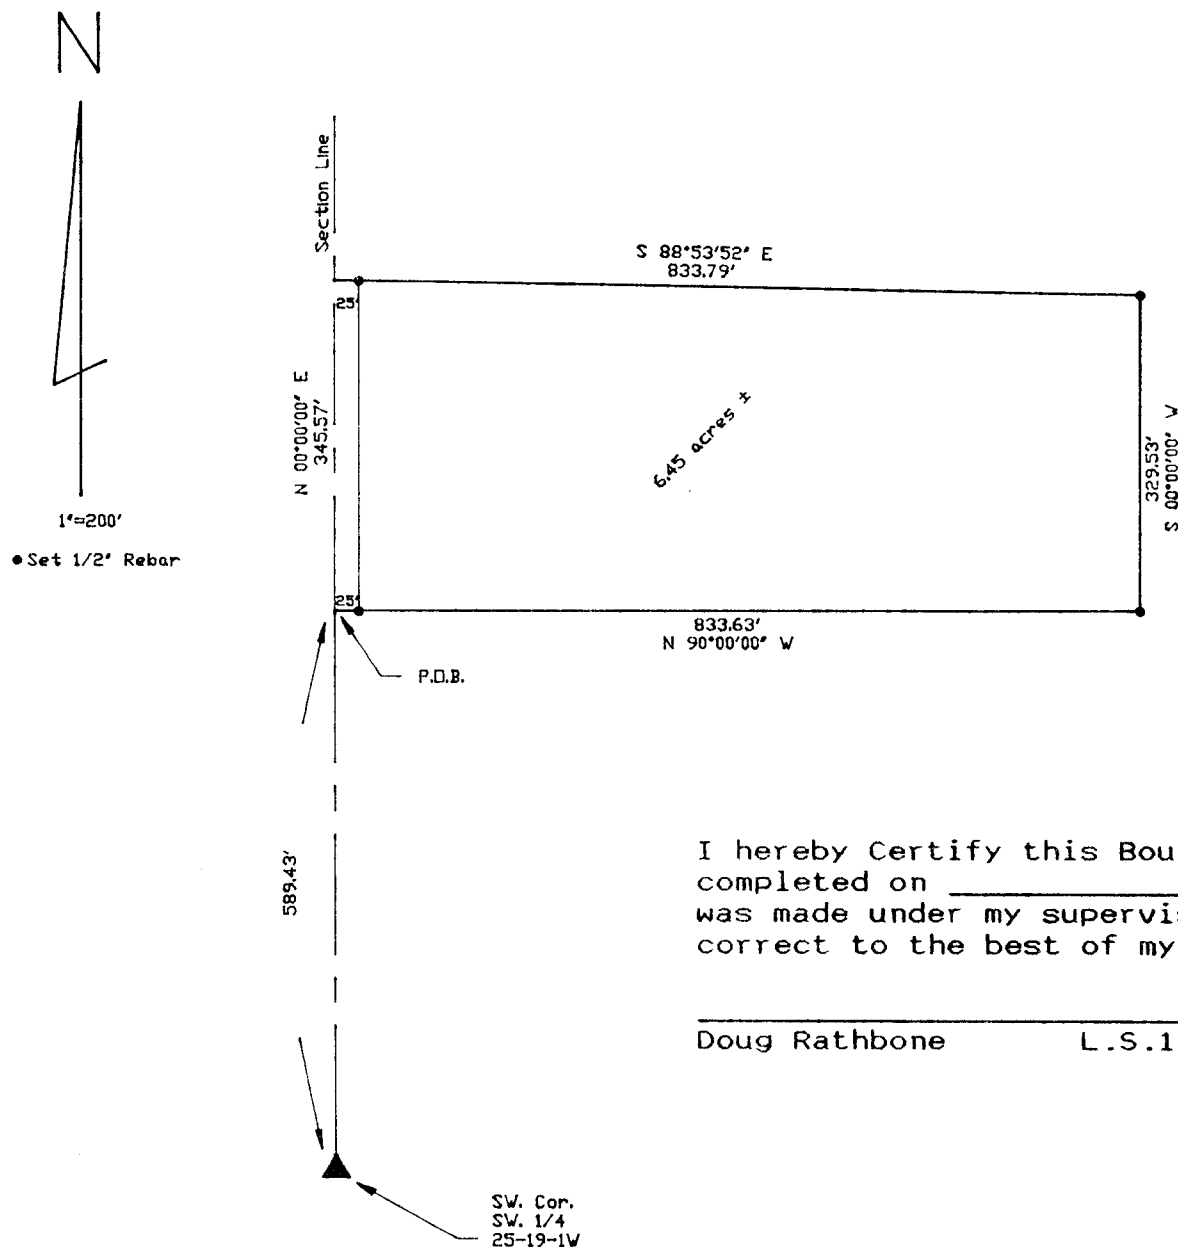 N
Section Line
S 88°53'52" E
833.79'
25'
N 00°00'00" E
345.57'
6.45 acres ±
329.53'
S 00°00'00" W
1"=200'
Set 1/2" Rebar
25'
833.63'
N 90°00'00" W
P.O.B.
589.43'
I hereby Certify this Bou
completed on
was made under my supervis
correct to the best of my
Doug Rathbone L.S.1
SW. Cor.
SW. 1/4
25-19-1W